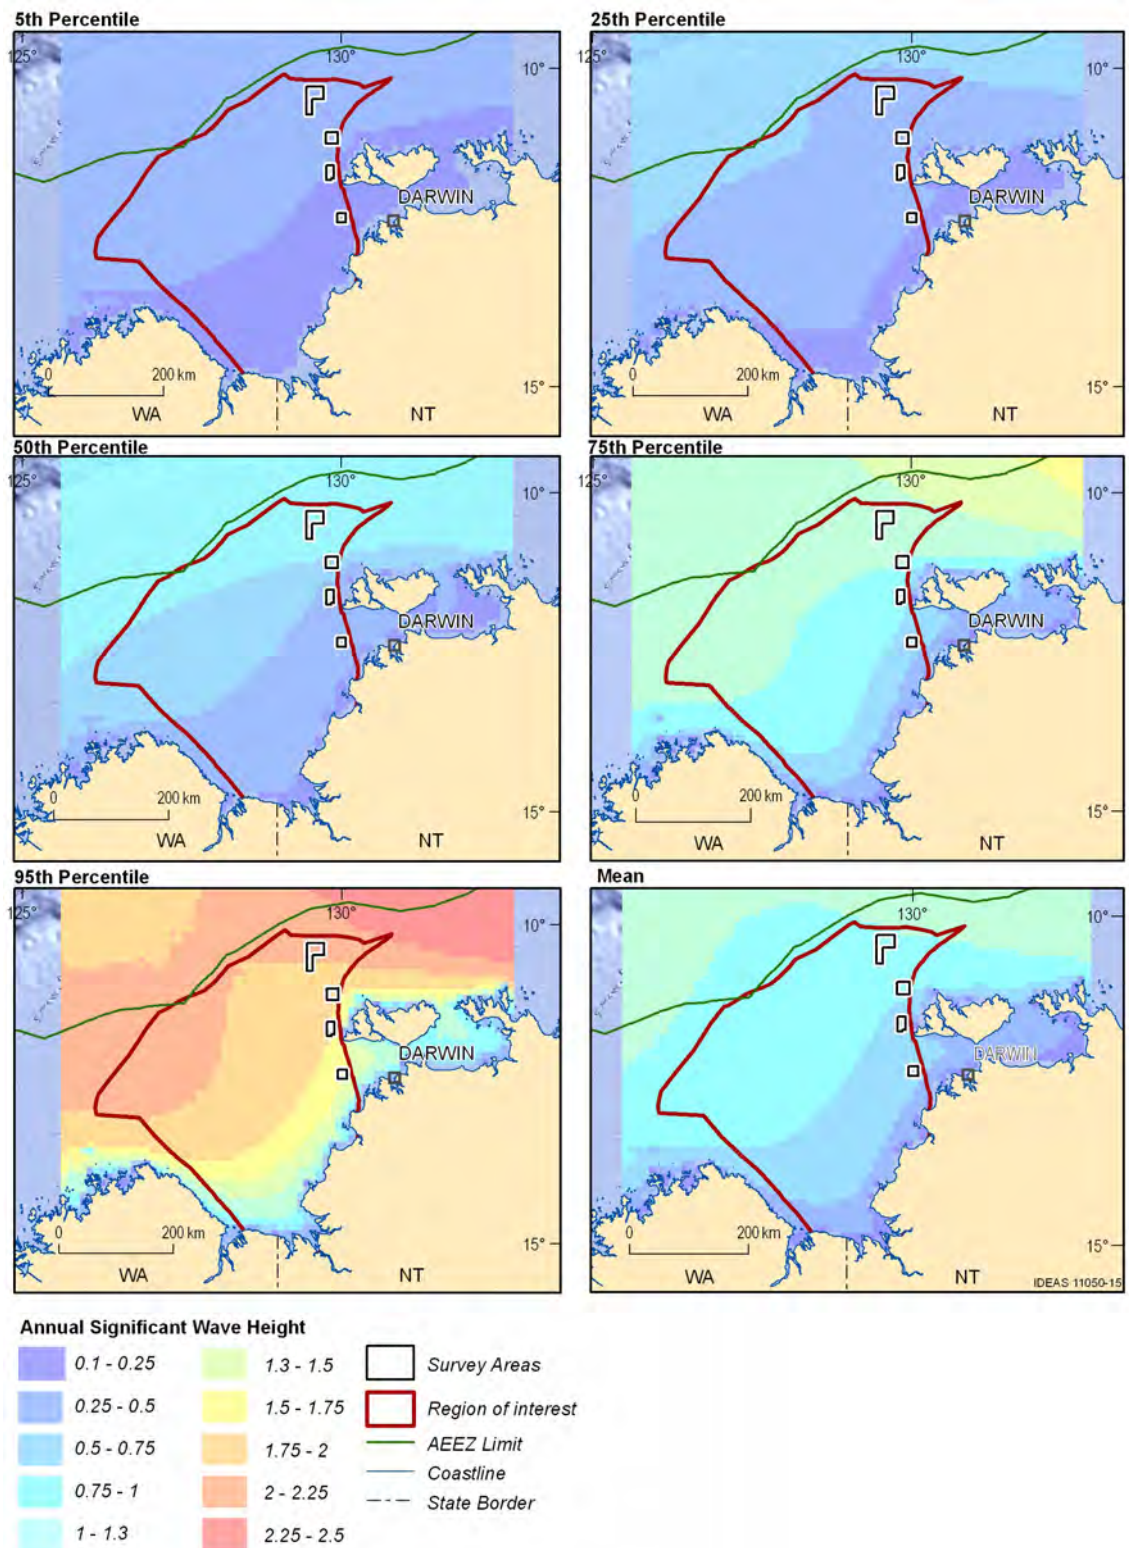 5th Percentile
25th Percentile
125°
130°
10°
DARWIN
0
200 km
15°
WA
NT
125°
130°
10°
DARWIN
0
200 km
15°
WA
NT
50th Percentile
75th Percentile
125°
130°
10°
DARWIN
0
200 km
15°
WA
NT
125°
130°
10°
DARWIN
0
200 km
15°
WA
NT
95th Percentile
Mean
125°
130°
10°
DARWIN
0
200 km
15°
WA
NT
130°
10°
DARWIN
0
200 km
15°
WA
NT
IDEAS 11050-15
Annual Significant Wave Height
0.1 - 0.25
0.25 - 0.5
0.5 - 0.75
0.75 - 1
1 - 1.3
1.3 - 1.5
1.5 - 1.75
1.75 - 2
2 - 2.25
2.25 - 2.5
Survey Areas
Region of interest
AEEZ Limit
Coastline
State Border